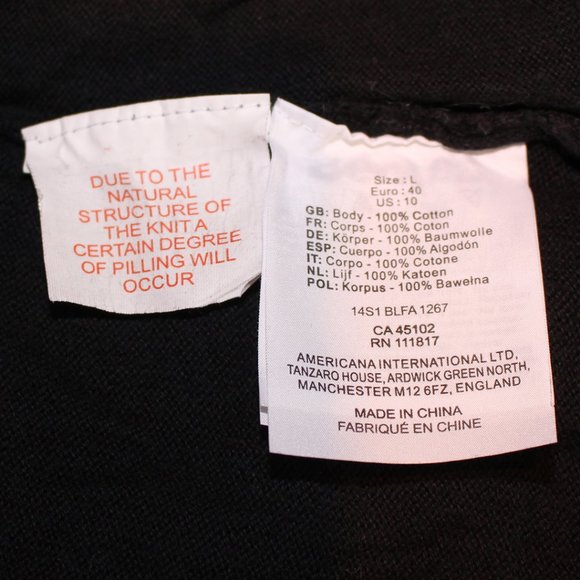 DUE TO THE
NATURAL
STRUCTURE OF
THE KNIT A
CERTAIN DEGREE
OF PILLING WILL
OCCUR
Size : L
Euro : 40
US : 10
GB: Body - 100% Cotton
FR: Corps - 100% Coton
DE: Körper - 100% Baumwolle
ESP: Cuerpo - 100% Algodón
IT: Corpo - 100% Cotone
NL: Lijf - 100% Katoen
POL: Korpus - 100% Bawełna
14S1 BLFA 1267
CA 45102
RN 111817
AMERICANA INTERNATIONAL LTD,
TANZARO HOUSE, ARDWICK GREEN NORTH,
MANCHESTER M12 6FZ, ENGLAND
MADE IN CHINA
FABRIQUÉ EN CHINE